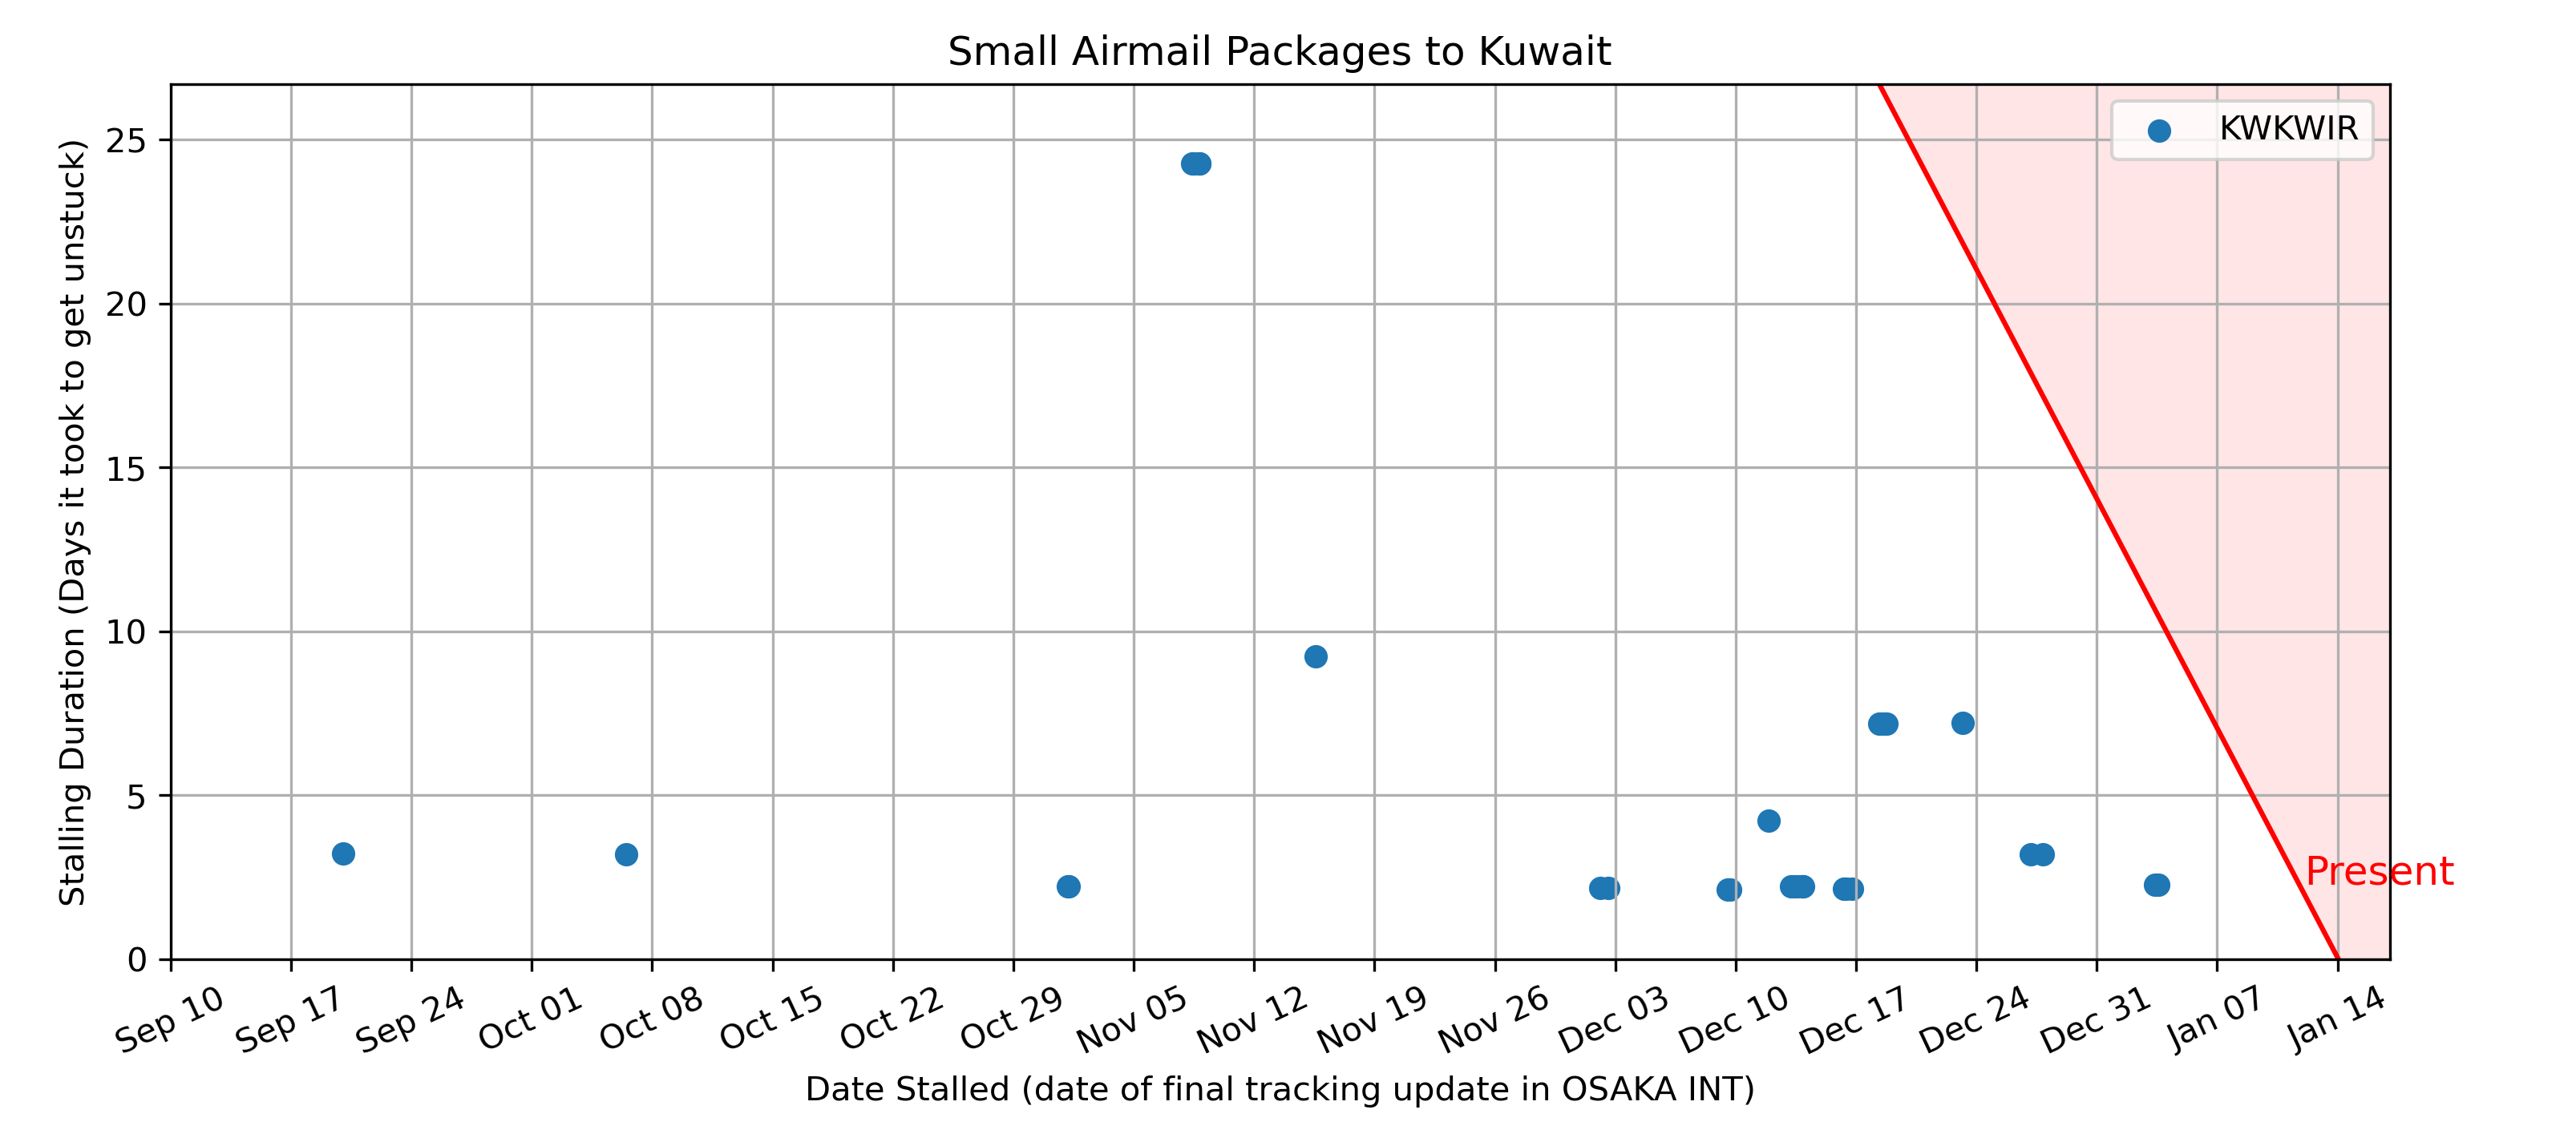 Small Airmail Packages to Kuwait
KWKWIR
Stalling Duration (Days it took to get unstuck)
25
20
15
10
5
0
Present
Sep 10 Sep 17 Sep 24 Oct 01 Oct 08 Oct 15 Oct 22 Oct 29 Nov 05 Nov 12 Nov 19 Nov 26 Dec 03 Dec 10 Dec 17 Dec 24 Dec 31 Jan 07 Jan 14
Date Stalled (date of final tracking update in OSAKA INT)